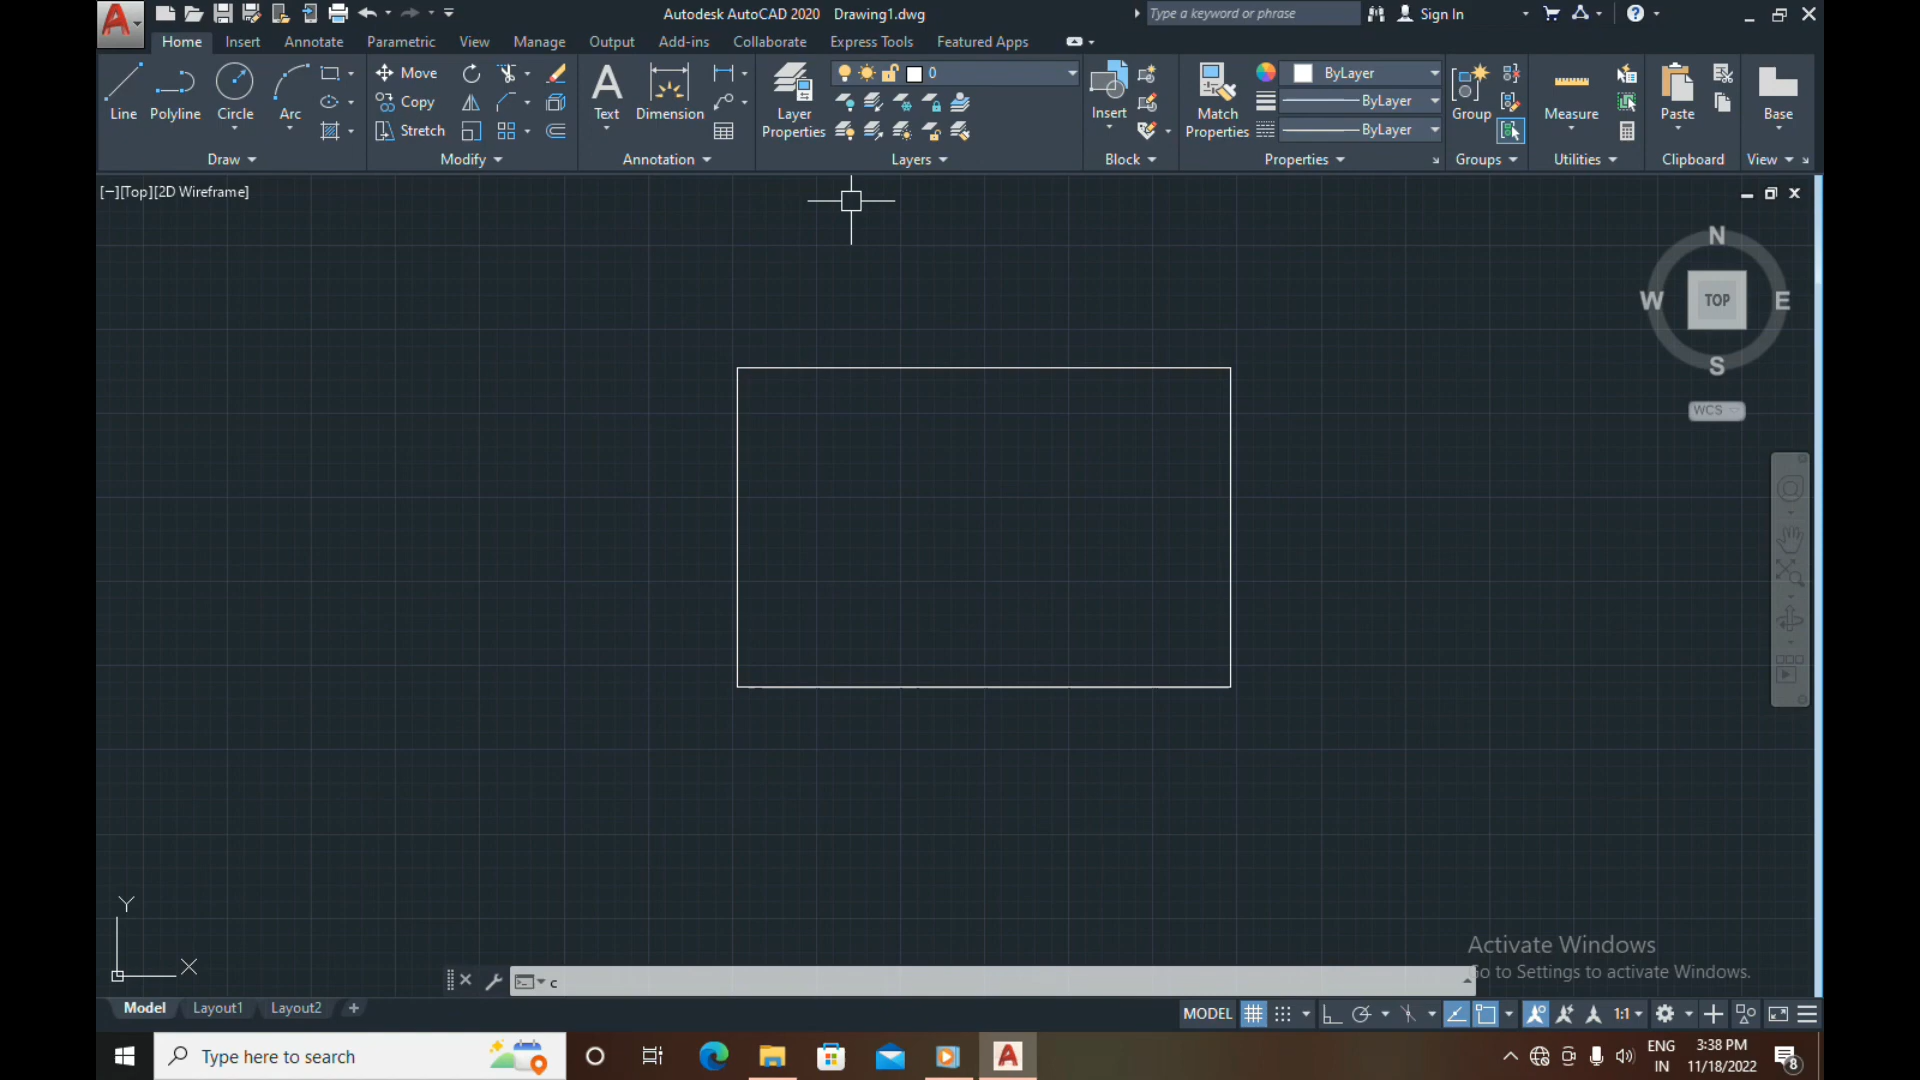 Autodesk AutoCAD 2020 Drawing1.dwg
Type a keyword or phrase
Sign In
Home Insert Annotate Parametric View Manage Output Add-ins Collaborate Express Tools Featured Apps
Line
Polyline
Circle
Arc
Draw
Move
Copy
Stretch
Modify
Text
Dimension
Annotation
Layer
Properties
0
Layers
Insert
Block
Match
Properties
ByLayer
ByLayer
ByLayer
Properties
Group
Groups
Measure
Utilities
Paste
Clipboard
Base
View
[−][Top][2D Wireframe]
N
W TOP E
S
WCS
Y
X
c
Activate Windows
Go to Settings to activate Windows.
Model Layout1 Layout2 +
MODEL
1:1
Type here to search
ENG
IN
3:38 PM
11/18/2022
8